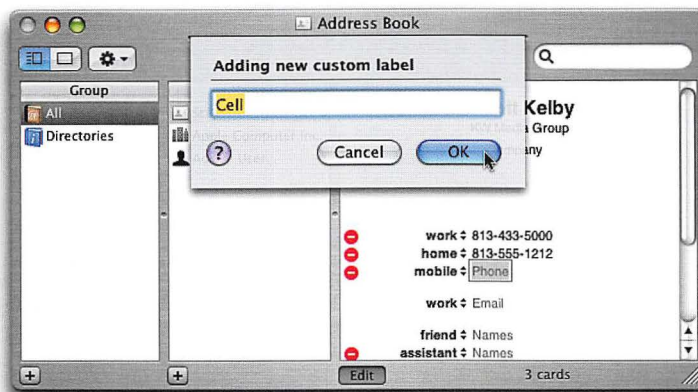 Address Book
Adding new custom label
Cell
? Cancel OK
Group
All
Directories
Kelby
Media Group
work 813-433-5000
home 813-555-1212
mobile Phone
work Email
friend Names
assistant Names
+ + Edit 3 cards